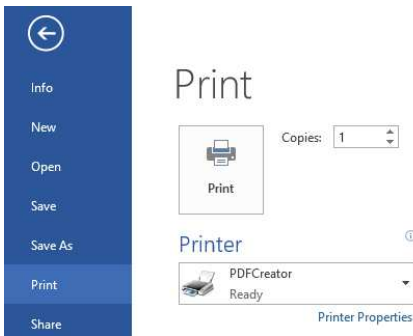 Info
New
Open
Save
Save As
Print
Share
Print
Print
Copies: 1
Printer
PDFCreator
Ready
Printer Properties